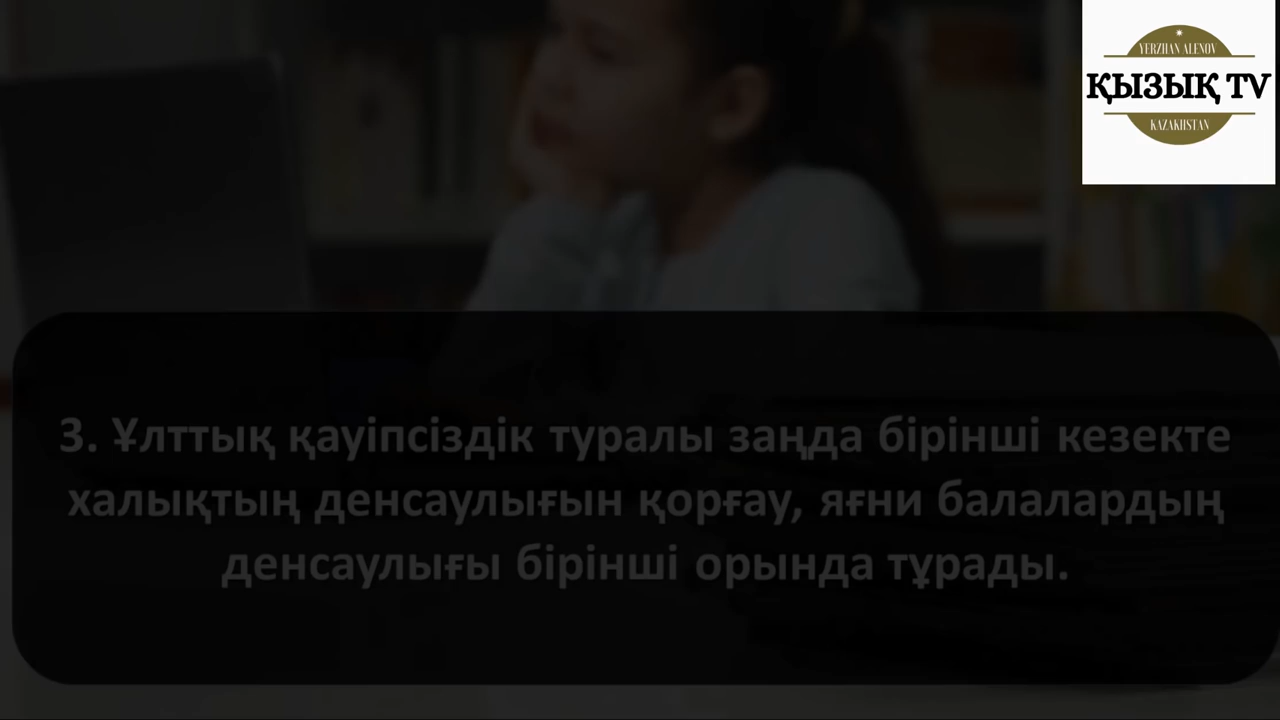 YERZHAN ALENOV
ҚЫЗЫҚ TV
KAZAKHSTAN
3. Ұлттық қауіпсіздік туралы заңда бірінші кезекте
халықтың денсаулығын қорғау, яғни балалардың
денсаулығы бірінші орында тұрады.